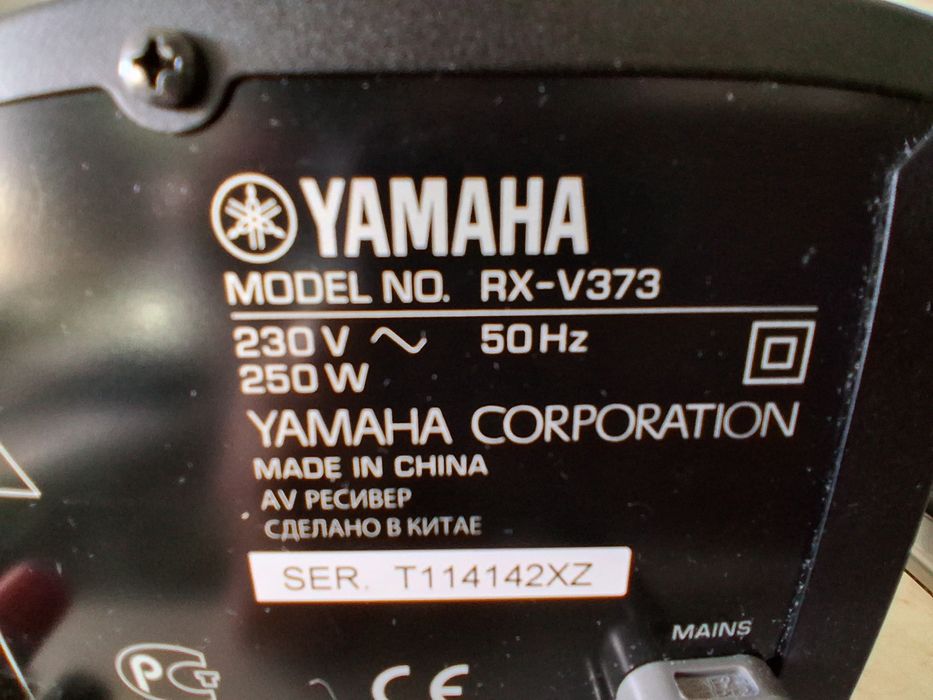 YAMAHA
MODEL NO. RX-V373
230 V ~ 50 Hz
250 W
YAMAHA CORPORATION
MADE IN CHINA
AV РЕСИВЕР
СДЕЛАНО В КИТАЕ
SER. T114142XZ
MAINS
CE